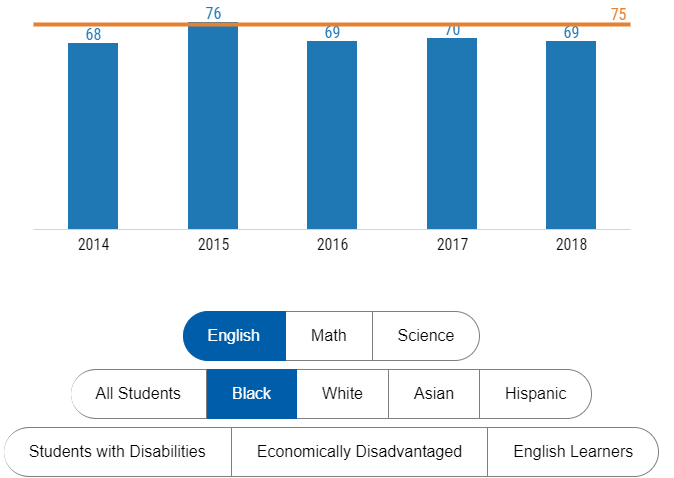 76 75
68 69 70 69
2014 2015 2016 2017 2018
English Math Science
All Students Black White Asian Hispanic
Students with Disabilities Economically Disadvantaged English Learners